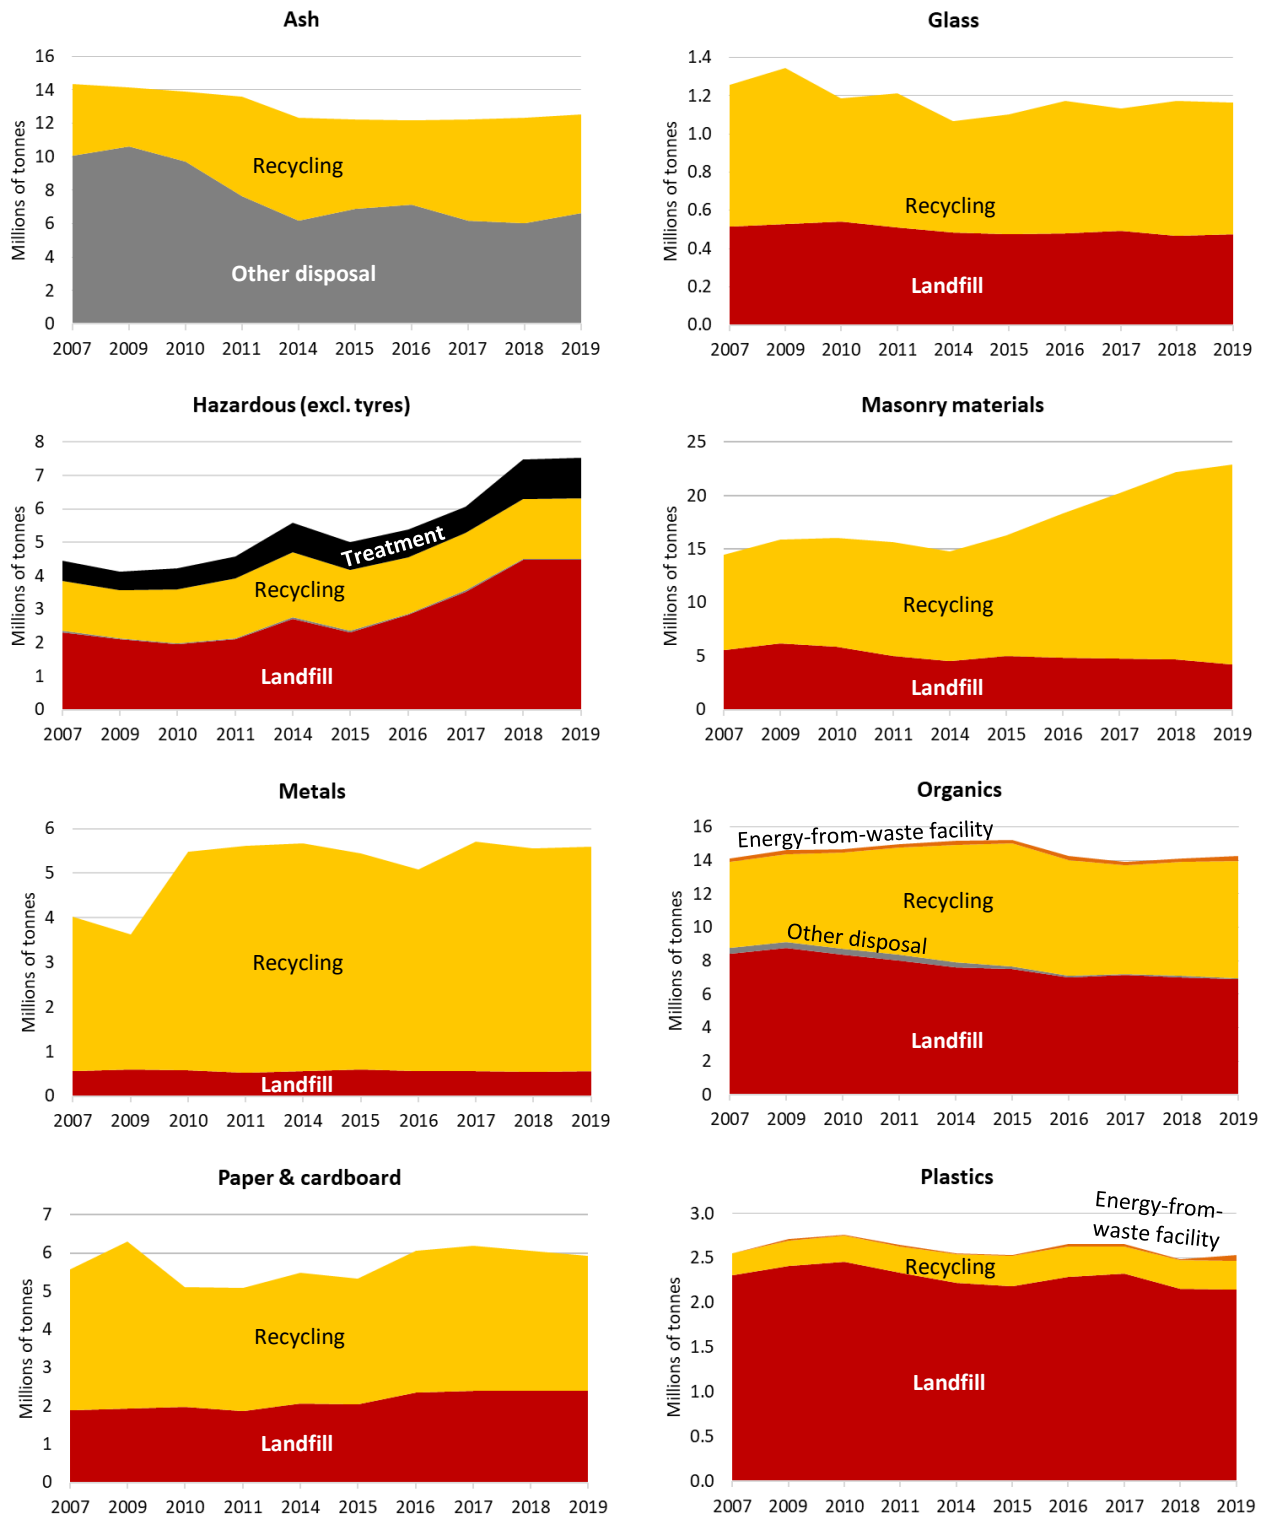 Ash
16
14
12
10
8
6
4
2
0
Millions of tonnes
Recycling
Other disposal
2007 2009 2010 2011 2014 2015 2016 2017 2018 2019
Glass
1.4
1.2
1.0
0.8
0.6
0.4
0.2
0.0
Millions of tonnes
Recycling
Landfill
2007 2009 2010 2011 2014 2015 2016 2017 2018 2019
Hazardous (excl. tyres)
8
7
6
5
4
3
2
1
0
Millions of tonnes
Treatment
Recycling
Landfill
2007 2009 2010 2011 2014 2015 2016 2017 2018 2019
Masonry materials
25
20
15
10
5
0
Millions of tonnes
Recycling
Landfill
2007 2009 2010 2011 2014 2015 2016 2017 2018 2019
Metals
6
5
4
3
2
1
0
Millions of tonnes
Recycling
Landfill
2007 2009 2010 2011 2014 2015 2016 2017 2018 2019
Organics
16
14
12
10
8
6
4
2
0
Millions of tonnes
Energy-from-waste facility
Recycling
Other disposal
Landfill
2007 2009 2010 2011 2014 2015 2016 2017 2018 2019
Paper & cardboard
7
6
5
4
3
2
1
0
Millions of tonnes
Recycling
Landfill
2007 2009 2010 2011 2014 2015 2016 2017 2018 2019
Plastics
3.0
2.5
2.0
1.5
1.0
0.5
0.0
Millions of tonnes
Energy-from-
waste facility
Recycling
Landfill
2007 2009 2010 2011 2014 2015 2016 2017 2018 2019